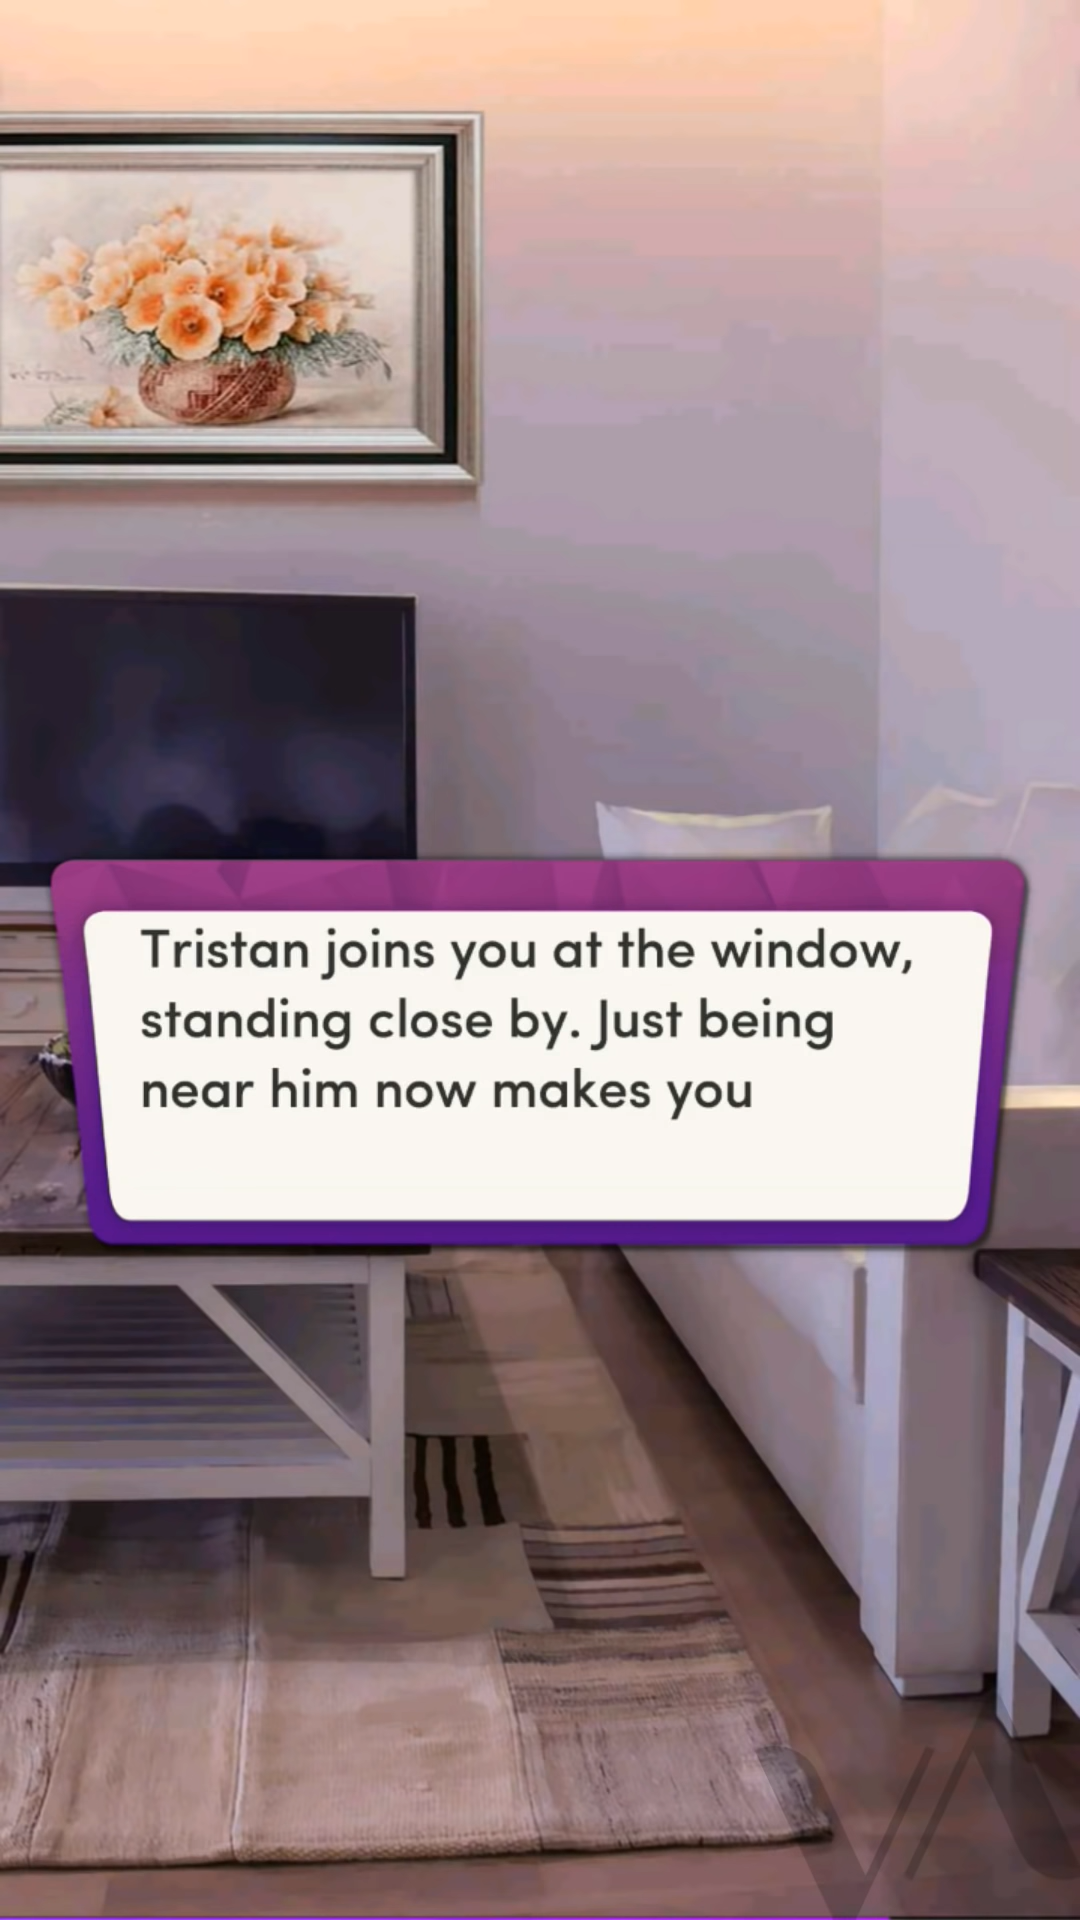 Tristan joins you at the window,
standing close by. Just being
near him now makes you